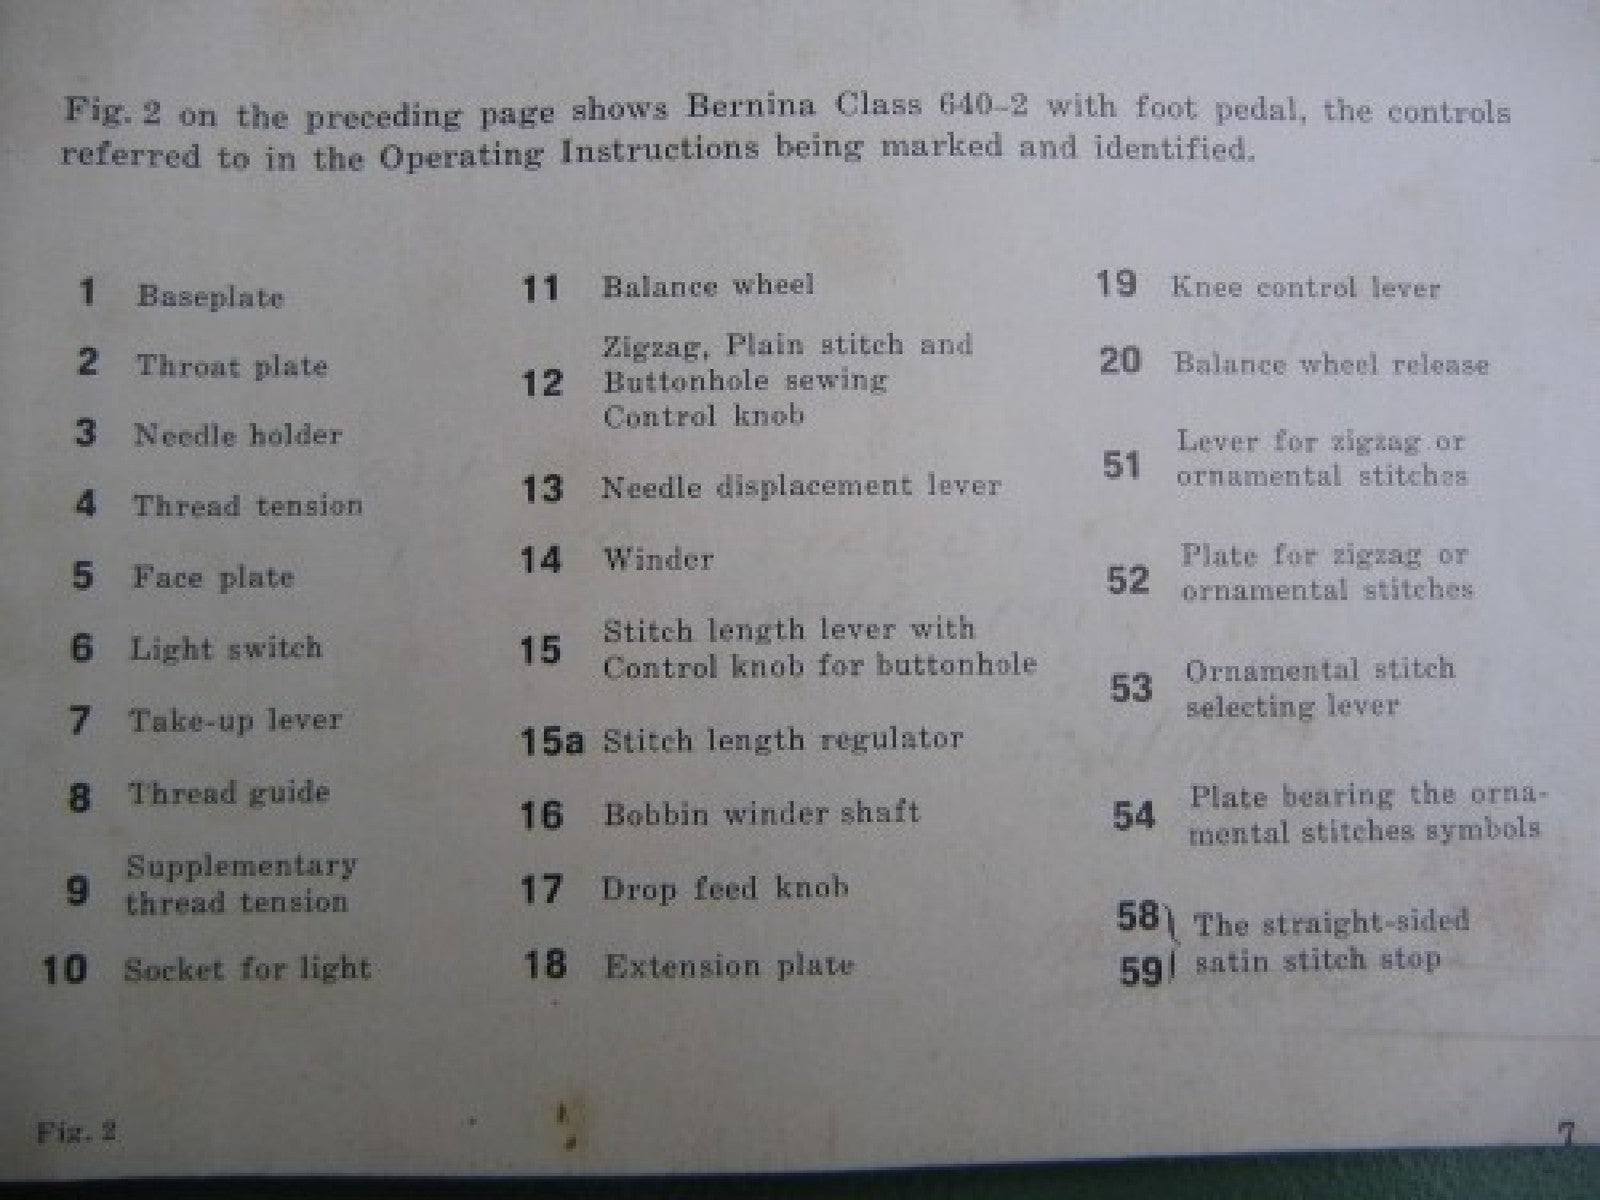 Fig. 2 on the preceding page shows Bernina Class 640-2 with foot pedal, the controls
referred to in the Operating Instructions being marked and identified.
1 Baseplate
2 Throat plate
3 Needle holder
4 Thread tension
5 Face plate
6 Light switch
7 Take-up lever
8 Thread guide
9 Supplementary
thread tension
10 Socket for light
11 Balance wheel
Zigzag, Plain stitch and
12 Buttonhole sewing
Control knob
13 Needle displacement lever
14 Winder
15 Stitch length lever with
Control knob for buttonhole
15a Stitch length regulator
16 Bobbin winder shaft
17 Drop feed knob
18 Extension plate
19 Knee control lever
20 Balance wheel release
51 Lever for zigzag or
ornamental stitches
52 Plate for zigzag or
ornamental stitches
53 Ornamental stitch
selecting lever
54 Plate bearing the orna-
mental stitches symbols
58 } The straight-sided
59 } satin stitch stop
Fig. 2
7